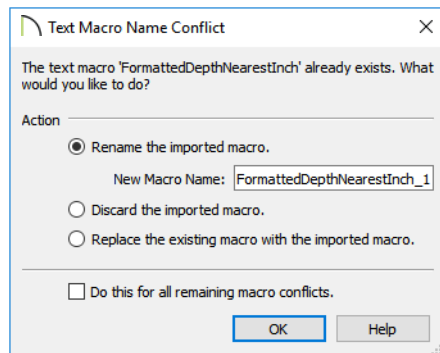 Text Macro Name Conflict
The text macro 'FormattedDepthNearestInch' already exists. What
would you like to do?
Action
Rename the imported macro.
New Macro Name: FormattedDepthNearestInch_1
Discard the imported macro.
Replace the existing macro with the imported macro.
Do this for all remaining macro conflicts.
OK Help